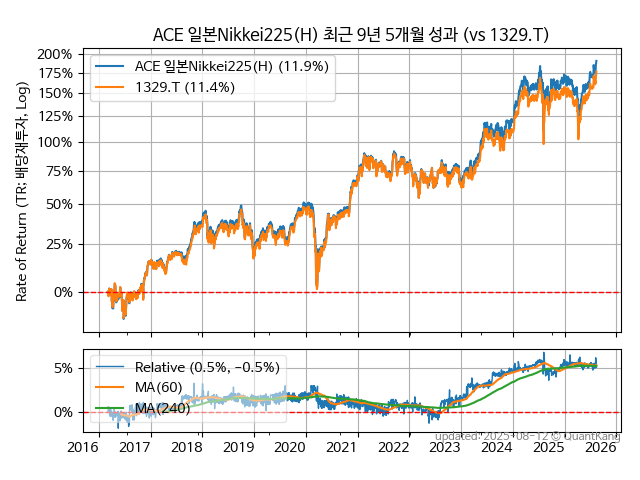 ACE 일본Nikkei225(H) 최근 9년 5개월 성과 (vs 1329.T)
Rate of Return (TR: 배당재투자, Log)
200%
175%
150%
125%
100%
75%
50%
25%
0%
ACE 일본Nikkei225(H) (11.9%)
1329.T (11.4%)
5%
0%
Relative (0.5%, −0.5%)
MA(60)
MA(240)
2016 2017 2018 2019 2020 2021 2022 2023 2024 2025 2026
updated: 2025-08-12 © QuantKang